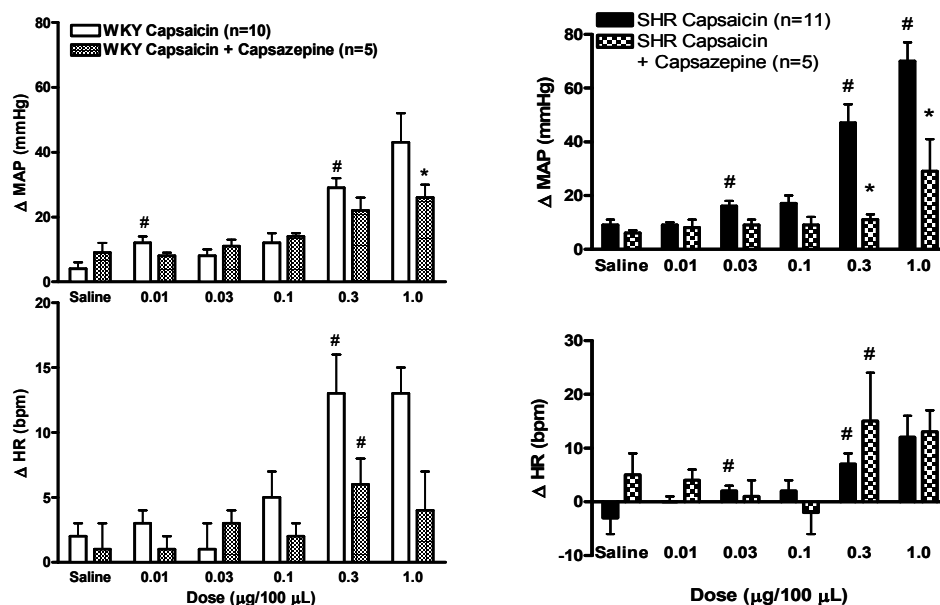 WKY Capsaicin (n=10)
WKY Capsaicin + Capsazepine (n=5)
Δ MAP (mmHg)
80
60
40
20
0
#
#
*
Saline 0.01 0.03 0.1 0.3 1.0
SHR Capsaicin (n=11)
SHR Capsaicin
+ Capsazepine (n=5)
Δ MAP (mmHg)
80
60
40
20
0
#
#
*
#
*
Saline 0.01 0.03 0.1 0.3 1.0
Δ HR (bpm)
20
15
10
5
0
#
#
Saline 0.01 0.03 0.1 0.3 1.0
Dose (µg/100 µL)
Δ HR (bpm)
30
20
10
0
-10
#
#
#
Saline 0.01 0.03 0.1 0.3 1.0
Dose (µg/100 µL)